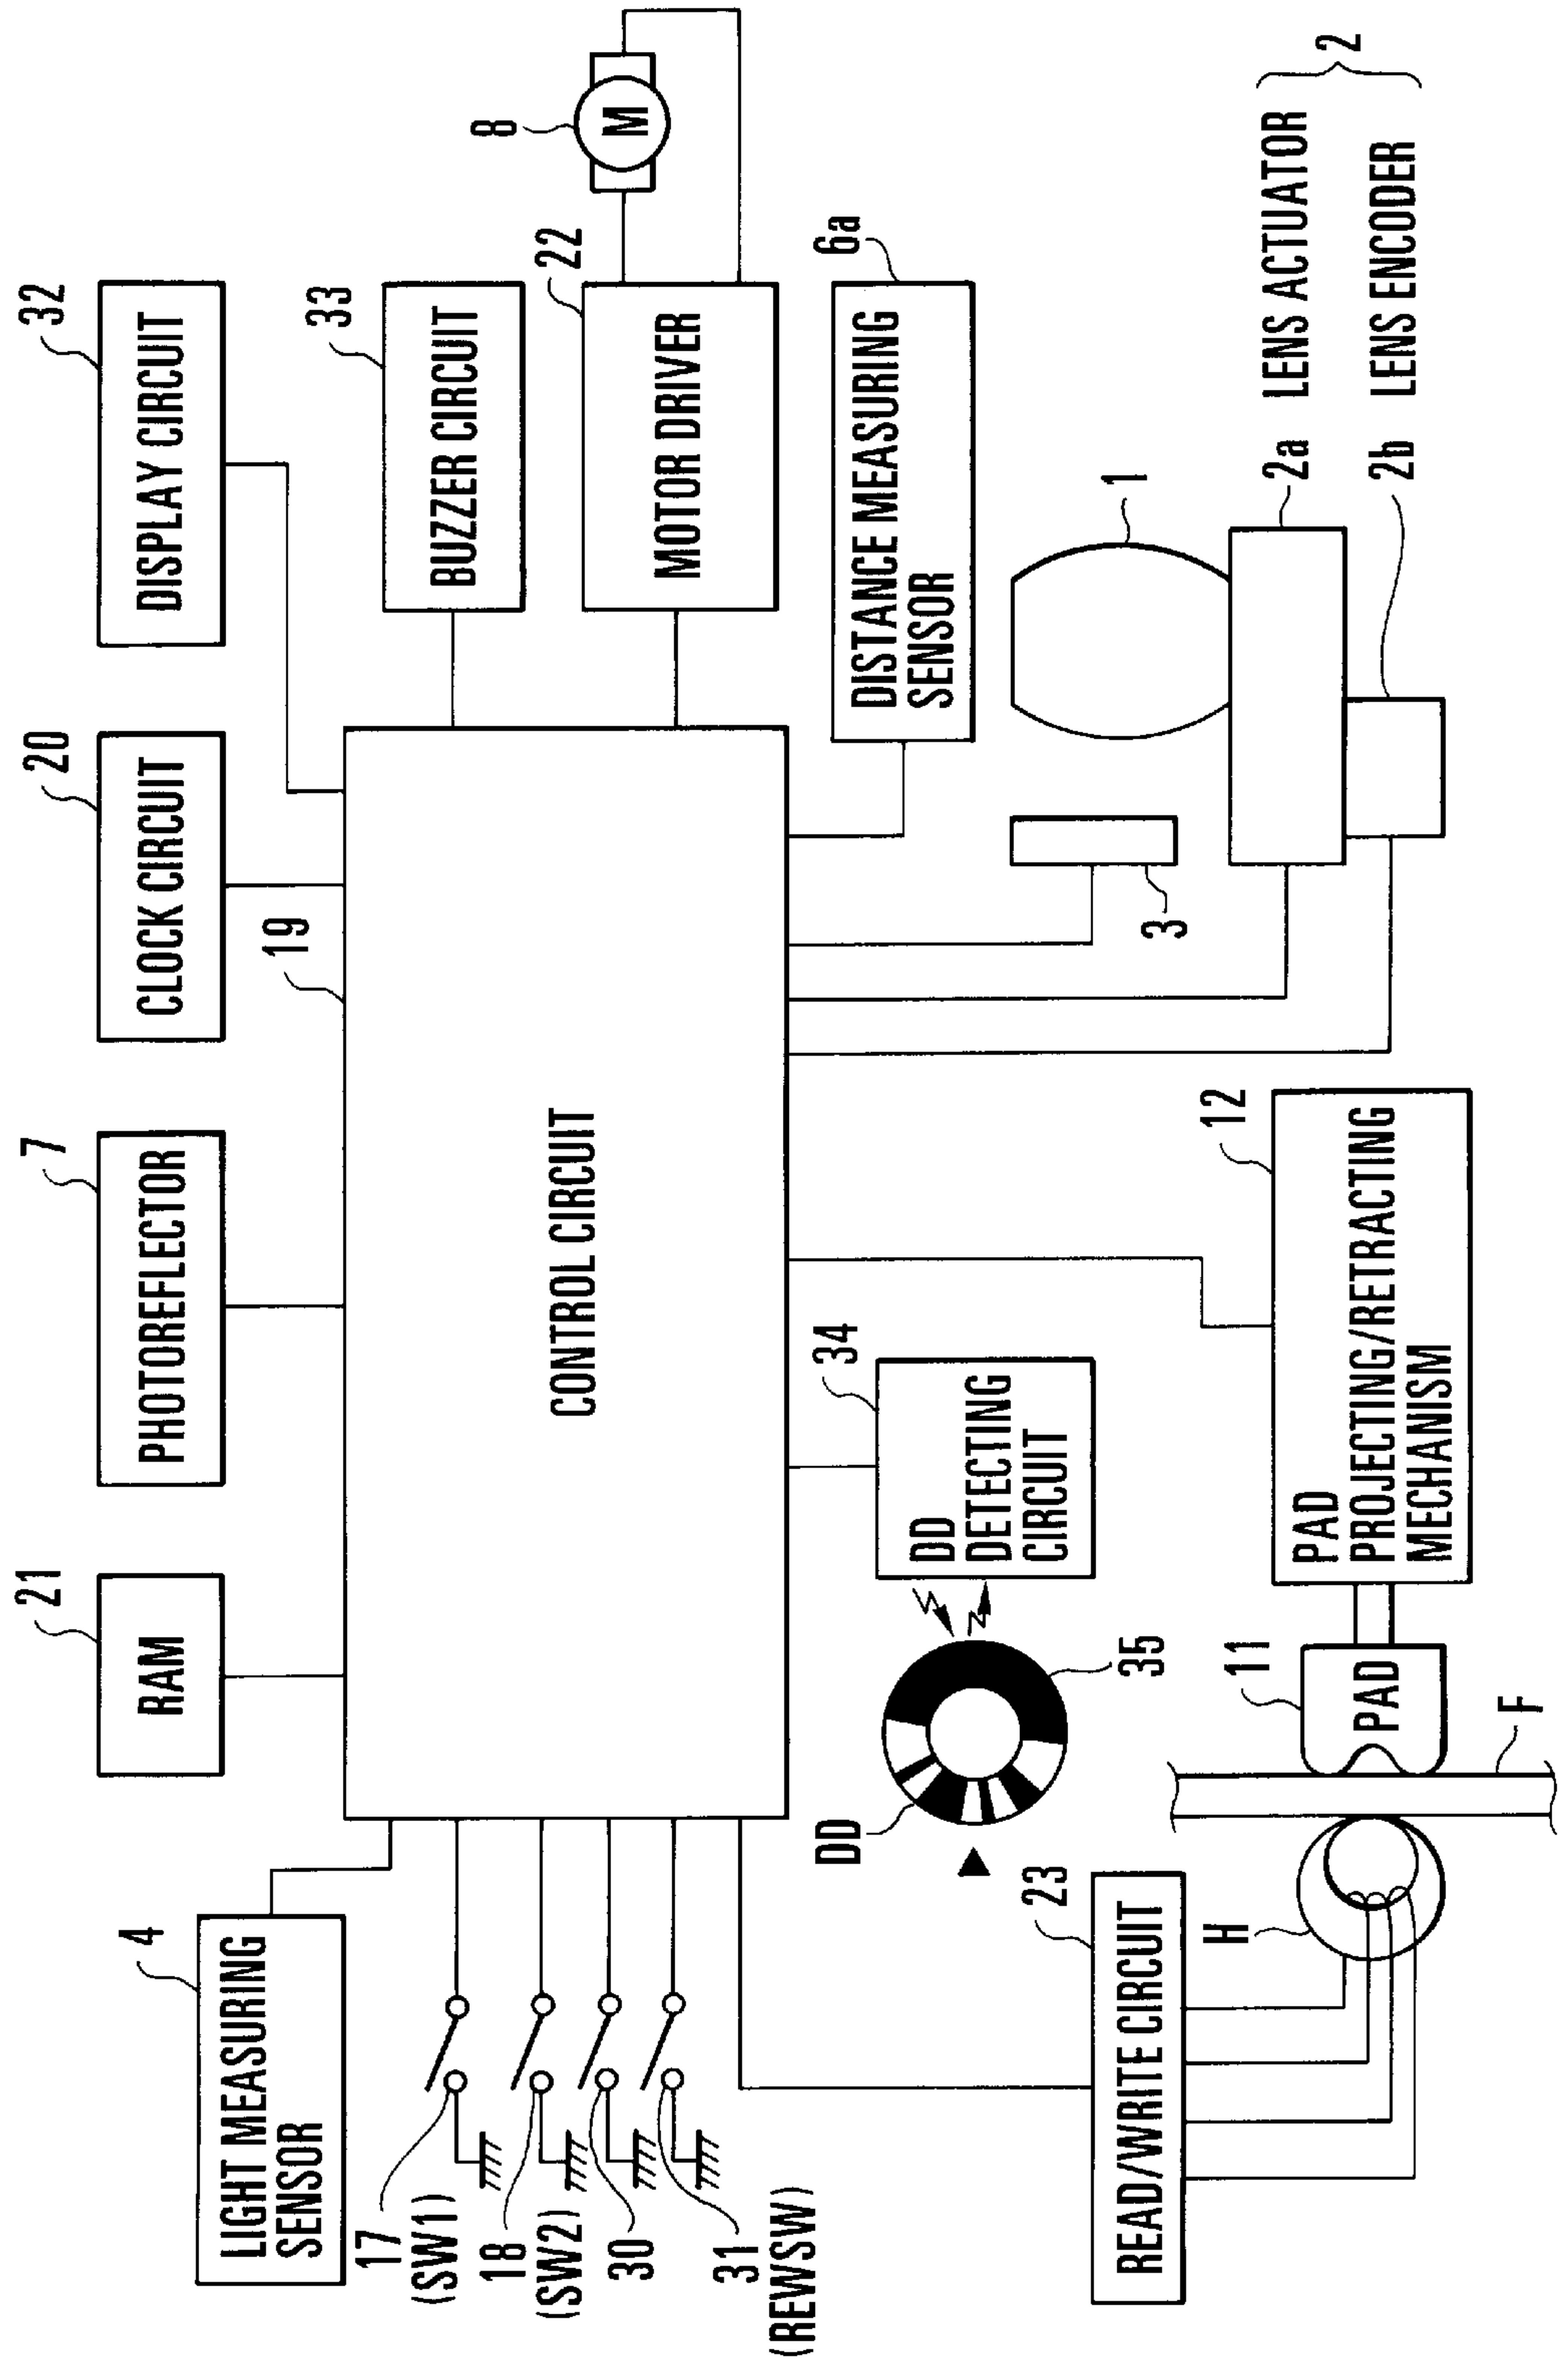 32
DISPLAY CIRCUIT
20
CLOCK CIRCUIT
7
PHOTOREFLECTOR
21
RAM
4
LIGHT MEASURING
SENSOR
33
BUZZER CIRCUIT
22
MOTOR DRIVER
8
M
19
CONTROL CIRCUIT
17
(SW1)
18
(SW2)
30
31
(REWSW)
6a
DISTANCE MEASURING
SENSOR
1
3
2a
LENS ACTUATOR
2b
LENS ENCODER
2
34
DD
DETECTING
CIRCUIT
DD
35
12
PAD
PROJECTING/RETRACTING
MECHANISM
11
PAD
F
H
23
READ/WRITE CIRCUIT